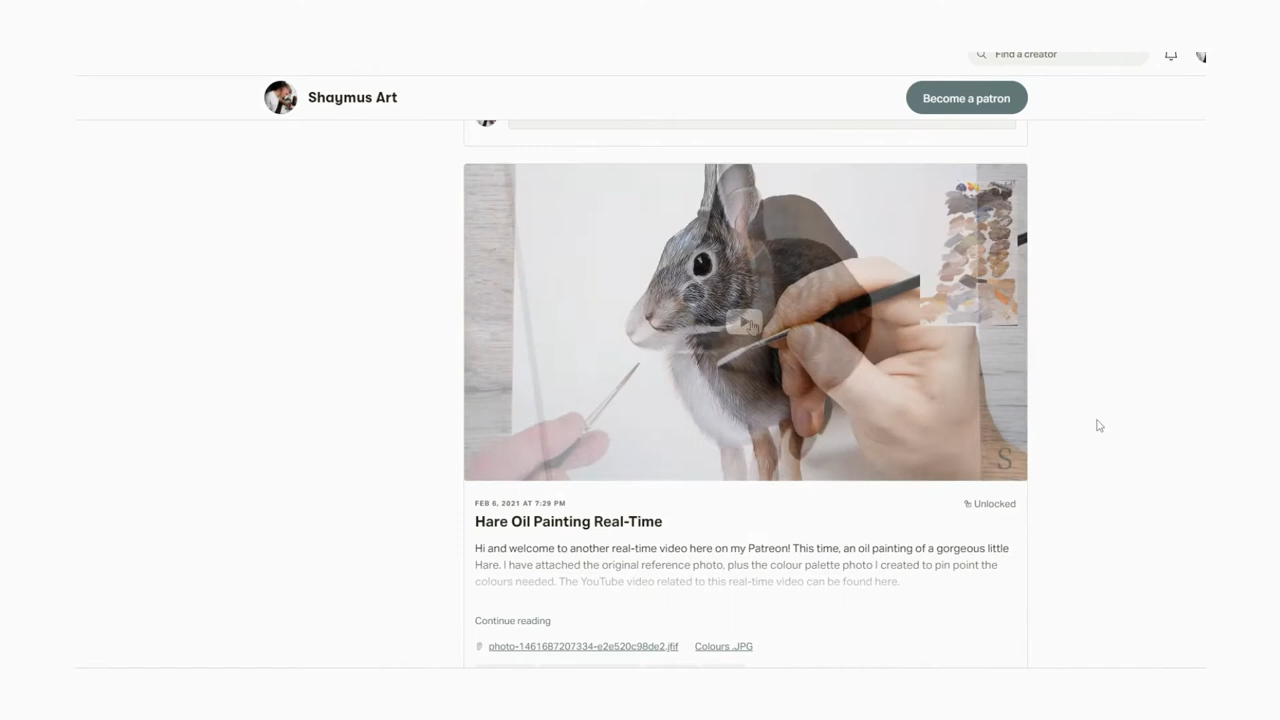 Find a creator
Shaymus Art
Become a patron
S
FEB 6, 2021 AT 7:29 PM
Unlocked
Hare Oil Painting Real-Time
Hi and welcome to another real-time video here on my Patreon! This time, an oil painting of a gorgeous little
Hare. I have attached the original reference photo, plus the colour palette photo I created to pin point the
colours needed. The YouTube video related to this real-time video can be found here.
Continue reading
photo-1461687207334-e2e520c98de2.jfif Colours .JPG